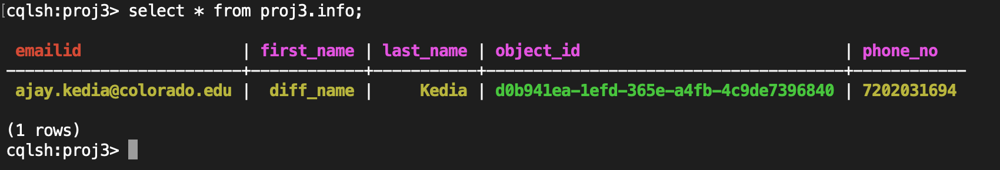 [cqlsh:proj3> select * from proj3.info;
emailid | first_name | last_name | object_id | phone_no
-------------------------+------------+-----------+--------------------------------------+------------
ajay.kedia@colorado.edu | diff_name | Kedia | d0b941ea-1efd-365e-a4fb-4c9de7396840 | 7202031694
(1 rows)
cqlsh:proj3>